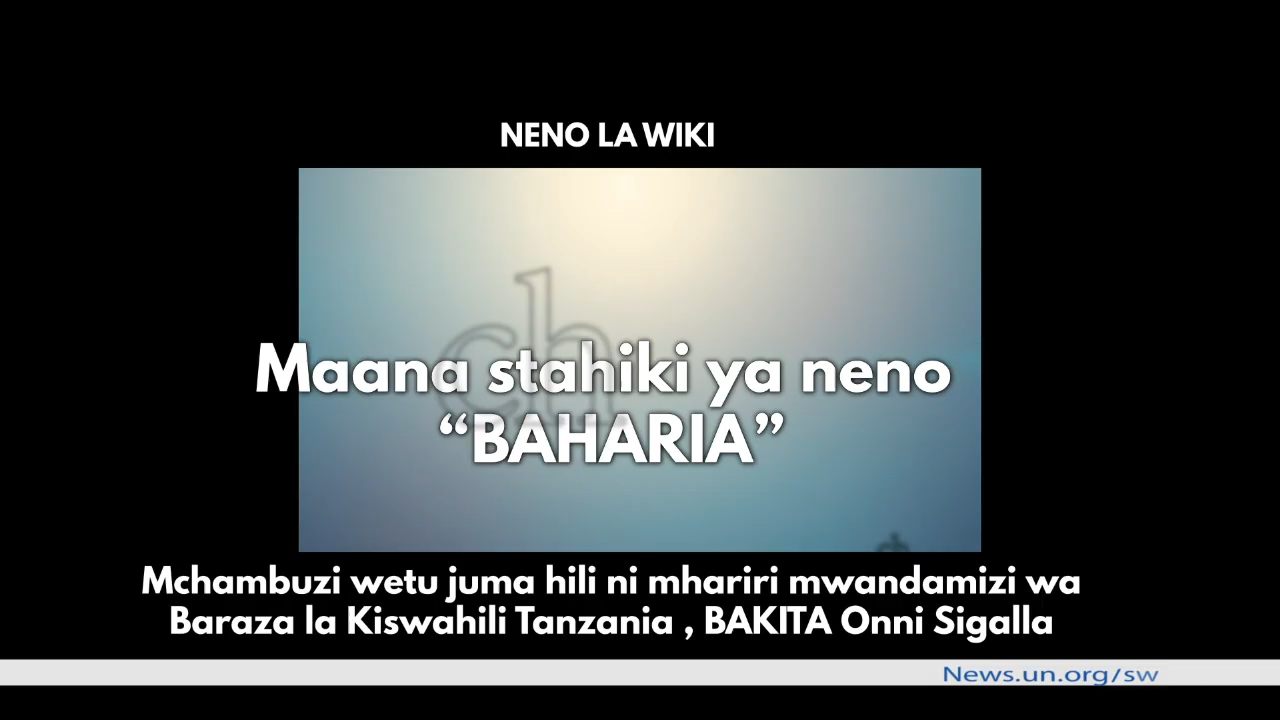 NENO LA WIKI
ch
Maana stahiki ya neno
“BAHARIA”
Mchambuzi wetu juma hili ni mhariri mwandamizi wa
Baraza la Kiswahili Tanzania , BAKITA Onni Sigalla
News.un.org/sw